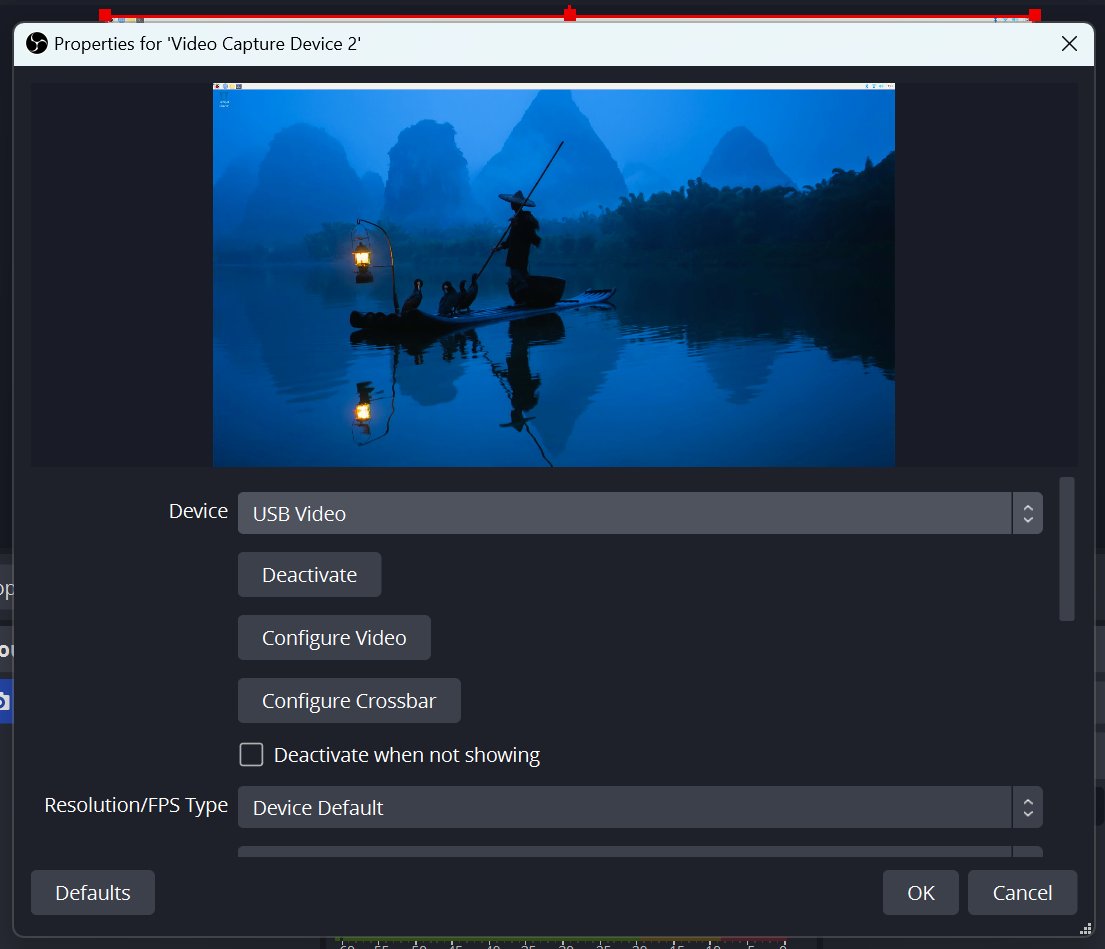 Properties for 'Video Capture Device 2'
Device
USB Video
Deactivate
Configure Video
Configure Crossbar
Deactivate when not showing
Resolution/FPS Type
Device Default
Defaults
OK
Cancel